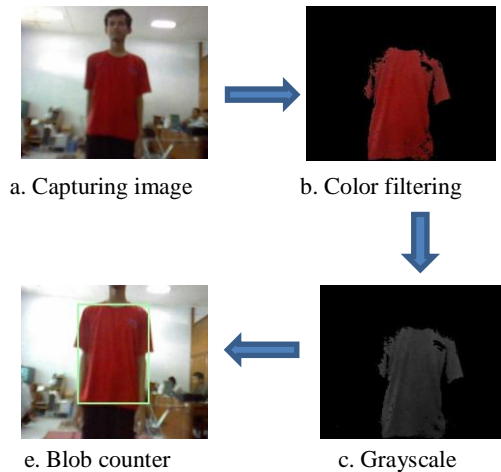 a. Capturing image
b. Color filtering
e. Blob counter
c. Grayscale